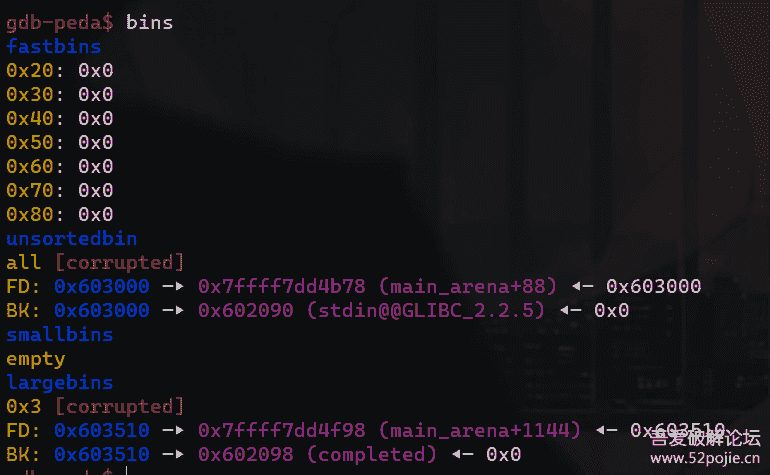 gdb-peda$ bins
fastbins
0x20: 0x0
0x30: 0x0
0x40: 0x0
0x50: 0x0
0x60: 0x0
0x70: 0x0
0x80: 0x0
unsortedbin
all [corrupted]
FD: 0x603000 —▸ 0x7ffff7dd4b78 (main_arena+88) ◂— 0x603000
BK: 0x603000 —▸ 0x602090 (stdin@@GLIBC_2.2.5) ◂— 0x0
smallbins
empty
largebins
0x3 [corrupted]
FD: 0x603510 —▸ 0x7ffff7dd4f98 (main_arena+1144) ◂— 0x603510
BK: 0x603510 —▸ 0x602098 (completed) ◂— 0x0
gdb-peda$
吾爱破解论坛
www.52pojie.cn